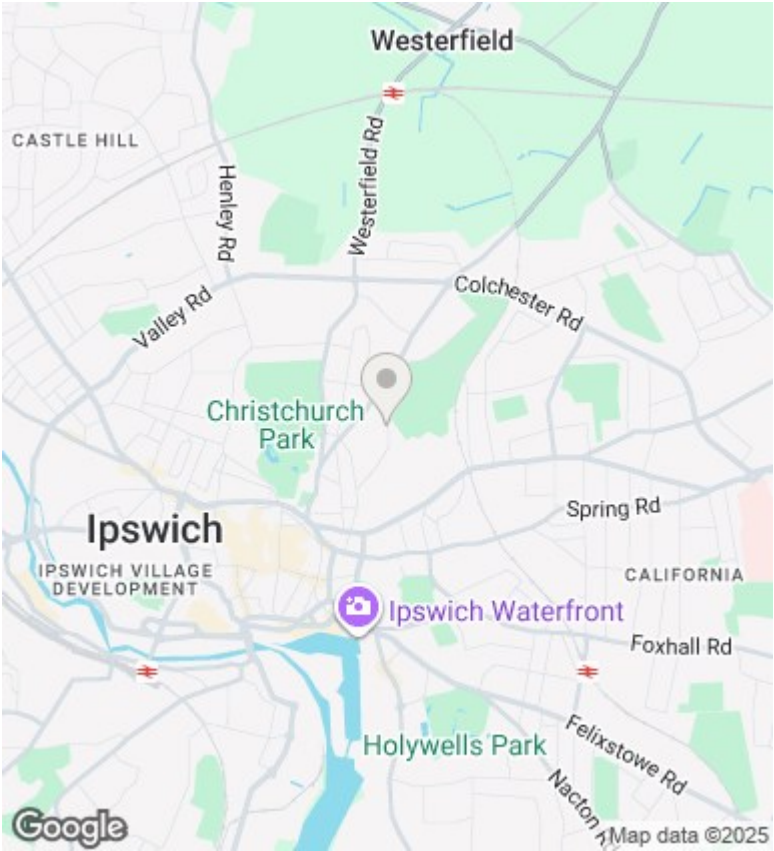 Westerfield
CASTLE HILL
Westerfield Rd
Henley Rd
Colchester Rd
Valley Rd
Christchurch
Park
Spring Rd
Ipswich
IPSWICH VILLAGE
DEVELOPMENT
CALIFORNIA
Ipswich Waterfront
Foxhall Rd
Holywells Park
Felixstowe Rd
Nacton R
Google
Map data ©2025